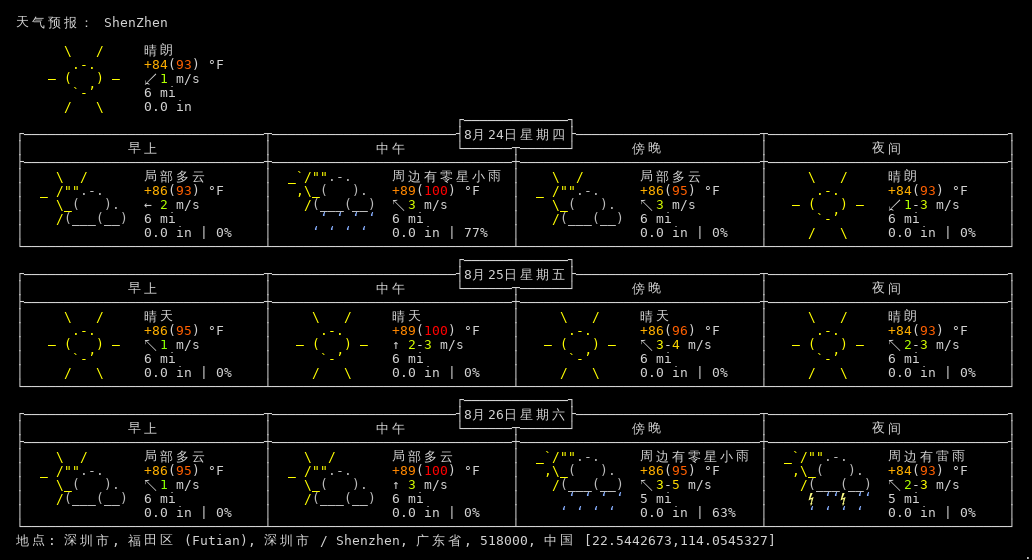 天气预报： ShenZhen
晴朗
+84(93) °F
↙ 1 m/s
6 mi
0.0 in
8月24日星期四
早上 中午 傍晚 夜间
局部多云 周边有零星小雨 局部多云 晴朗
+86(93) °F +89(100) °F +86(95) °F +84(93) °F
← 2 m/s ↖ 3 m/s ↖ 3 m/s ↙ 1-3 m/s
6 mi 6 mi 6 mi 6 mi
0.0 in | 0% 0.0 in | 77% 0.0 in | 0% 0.0 in | 0%
8月25日星期五
早上 中午 傍晚 夜间
晴天 晴天 晴天 晴朗
+86(95) °F +89(100) °F +86(96) °F +84(93) °F
↖ 1 m/s ↑ 2-3 m/s ↖ 3-4 m/s ↖ 2-3 m/s
6 mi 6 mi 6 mi 6 mi
0.0 in | 0% 0.0 in | 0% 0.0 in | 0% 0.0 in | 0%
8月26日星期六
早上 中午 傍晚 夜间
局部多云 局部多云 周边有零星小雨 周边有雷雨
+86(95) °F +89(100) °F +86(95) °F +84(93) °F
↖ 1 m/s ↑ 3 m/s ↖ 3-5 m/s ↖ 2-3 m/s
6 mi 6 mi 5 mi 5 mi
0.0 in | 0% 0.0 in | 0% 0.0 in | 63% 0.0 in | 0%
地点: 深圳市, 福田区 (Futian), 深圳市 / Shenzhen, 广东省, 518000, 中国 [22.5442673,114.0545327]